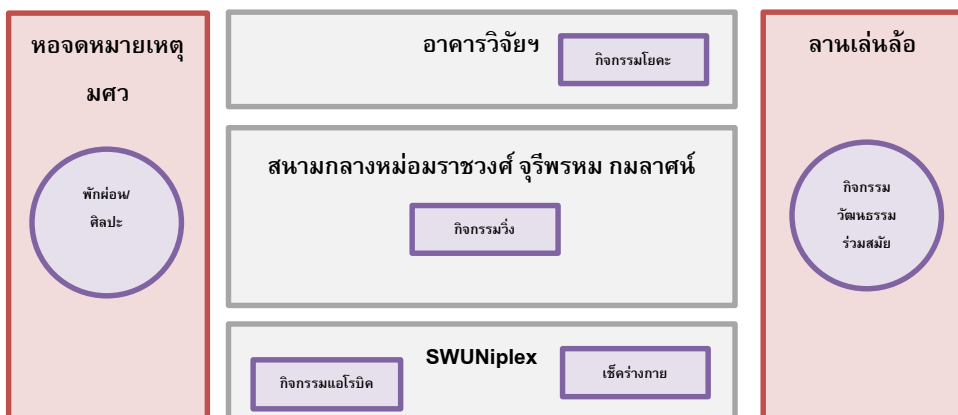 หอจดหมายเหตุ
มศว
พักผ่อน/
ศิลปะ
อาคารวิจัยฯ
กิจกรรมโยคะ
สนามกลางหม่อมราชวงศ์ จุรีพรหม กมลาศน์
กิจกรรมวิ่ง
SWUNiplex
กิจกรรมแอโรบิค
เช็คร่างกาย
ลานเล่นล้อ
กิจกรรม
วัฒนธรรม
ร่วมสมัย